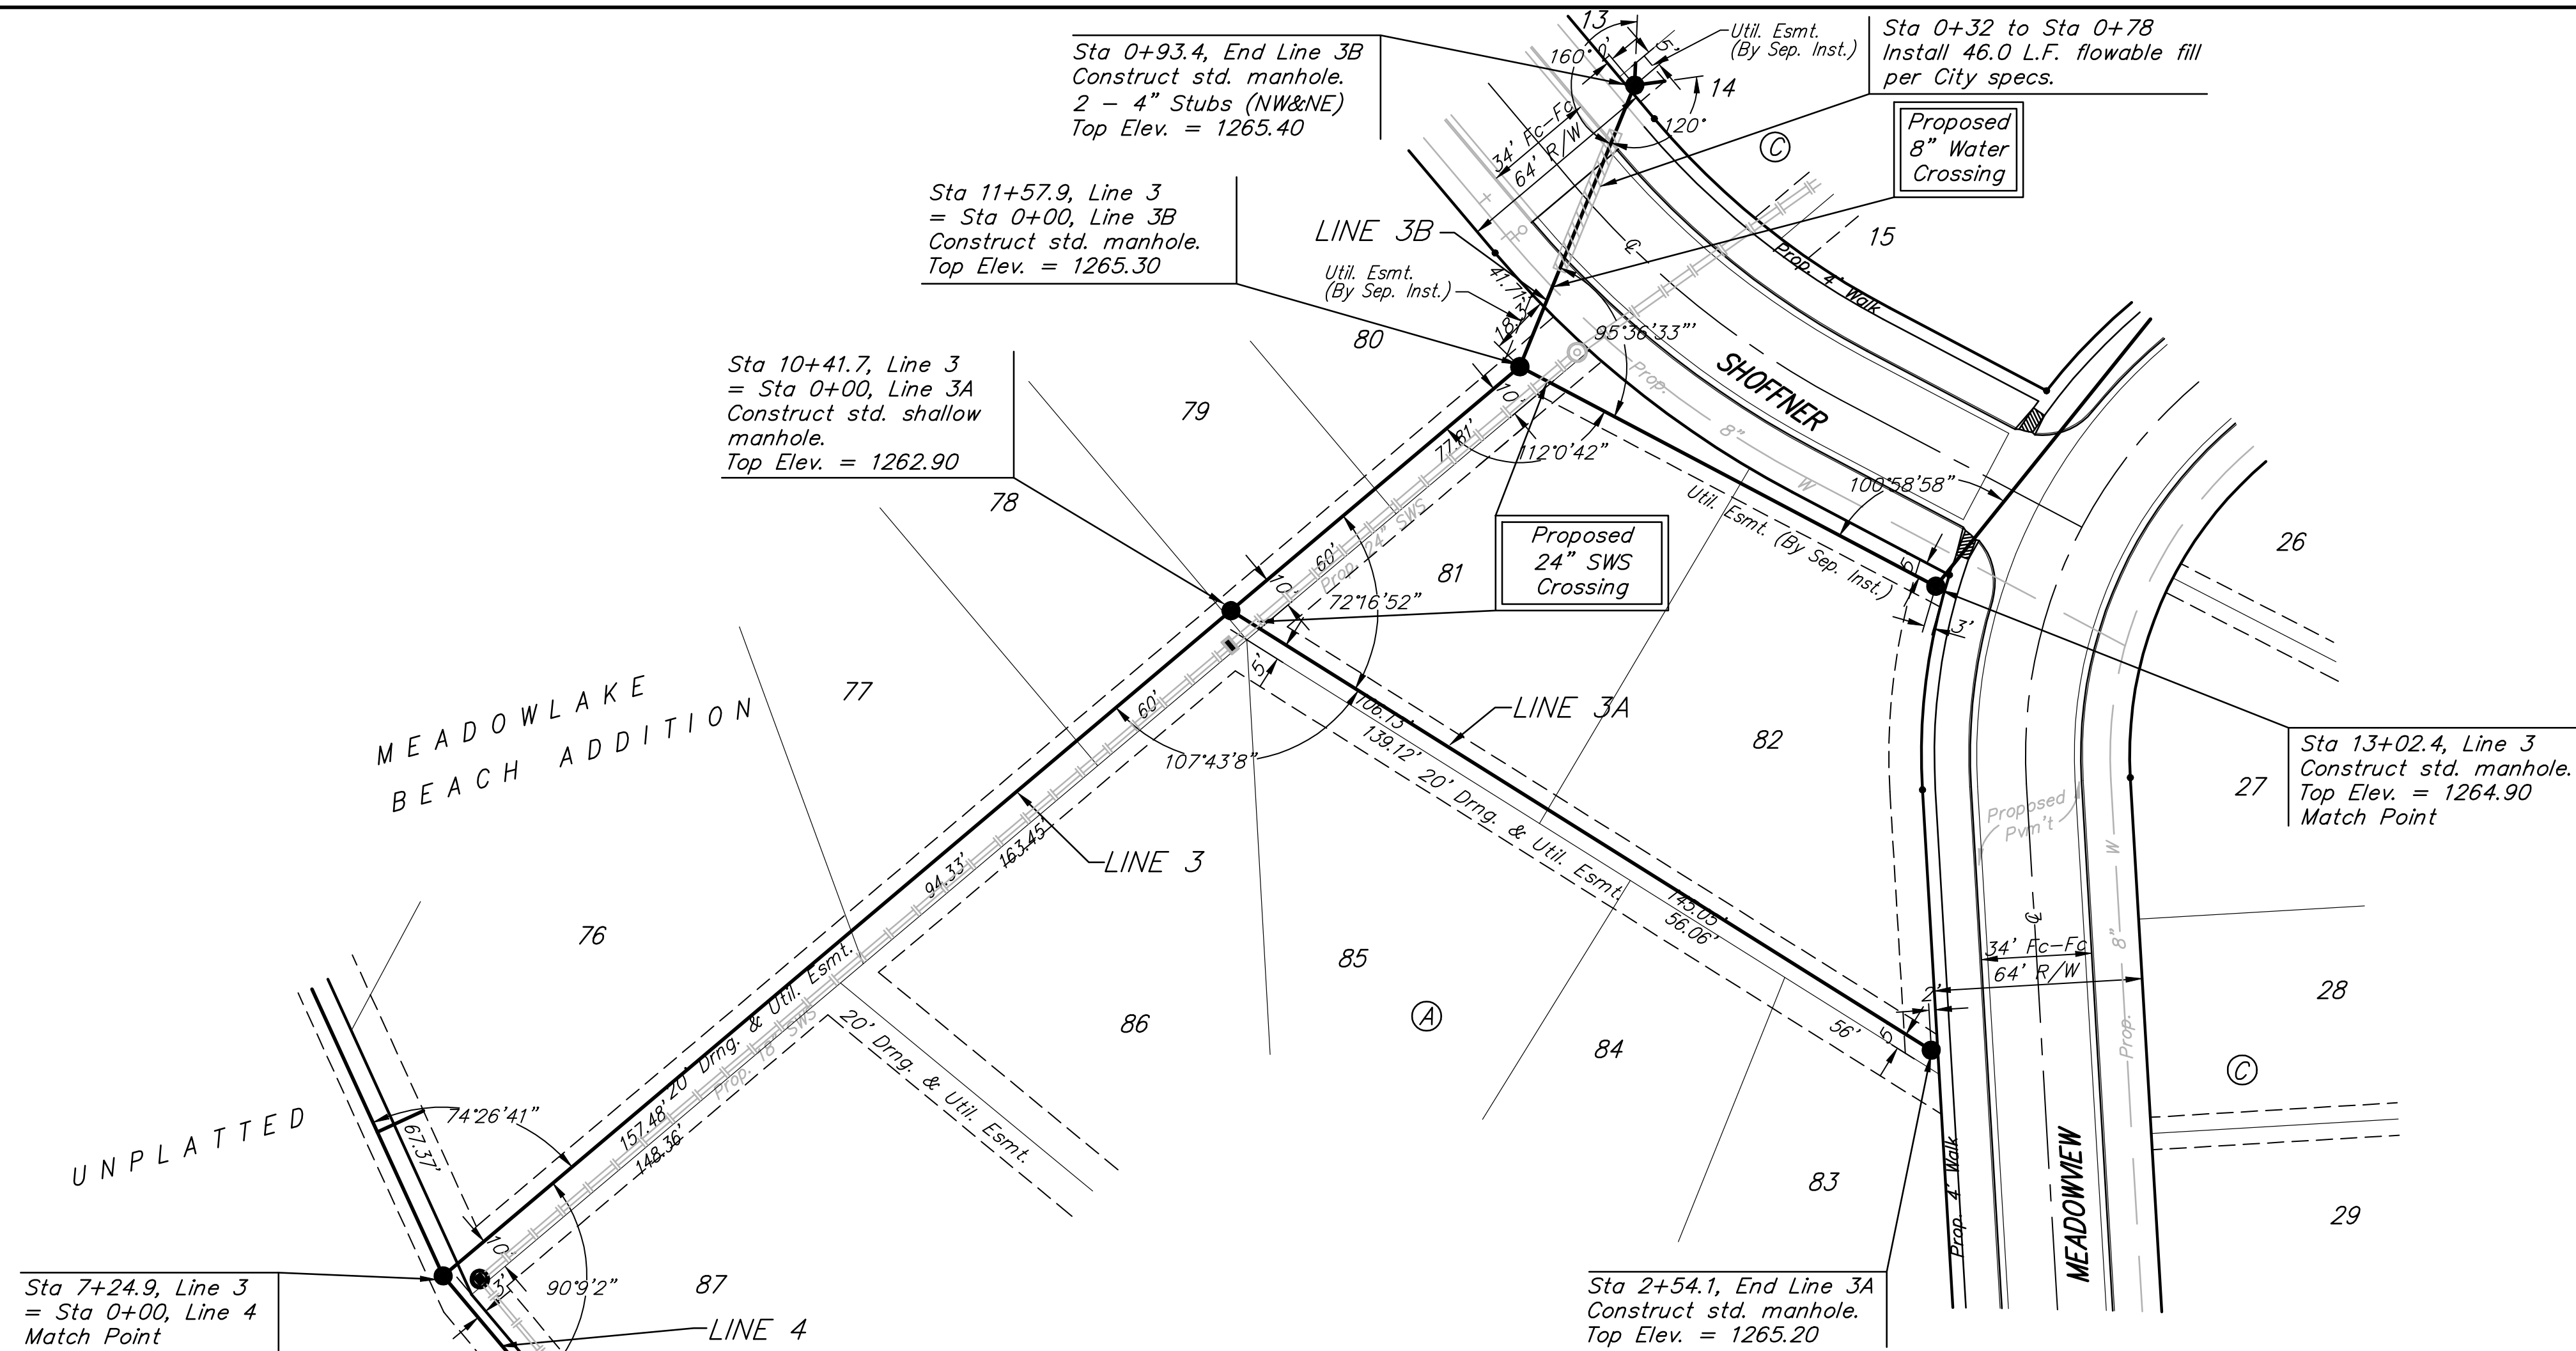 Sta 0+93.4, End Line 3B
Construct std. manhole.
2 - 4" Stubs (NW&NE)
Top Elev. = 1265.40
13
160°
5'
Util. Esmt.
(By Sep. Inst.)
14
120°
Sta 0+32 to Sta 0+78
Install 46.0 L.F. flowable fill
per City specs.
Proposed
8" Water
Crossing
C
34' Fc-Fc
64' R/W
15
Prop. 4' Walk
Sta 11+57.9, Line 3
= Sta 0+00, Line 3B
Construct std. manhole.
Top Elev. = 1265.30
LINE 3B
Util. Esmt.
(By Sep. Inst.)
41.71'
18.3'
80
95°36'33"'
SHOFFNER
Prop.
8"
W
Sta 10+41.7, Line 3
= Sta 0+00, Line 3A
Construct std. shallow
manhole.
Top Elev. = 1262.90
79
10'
77.81'
112°0'42"
100°58'58"
Util. Esmt. (By Sep. Inst.)
78
24" SWS
Prop.
60'
10'
81
Proposed
24" SWS
Crossing
72°16'52"
5'
3'
26
MEADOWLAKE
BEACH ADDITION
77
60'
5'
107°43'8"
106.13'
139.12'
20' Drng. & Util. Esmt.
LINE 3A
82
Sta 13+02.4, Line 3
Construct std. manhole.
Top Elev. = 1264.90
Match Point
27
Proposed
Pvm't
W
8"
Prop.
LINE 3
163.45'
94.33'
76
85
86
A
84
145.05'
56.06'
56'
5'
2'
℄
℄
34' Fc-Fc
64' R/W
28
C
29
83
20' Drng. & Util. Esmt.
Prop. 18" SWS
20' Drng. & Util. Esmt.
157.48'
148.36'
UNPLATTED
74°26'41"
67.37'
10'
3'
90°9'2"
87
LINE 4
Sta 7+24.9, Line 3
= Sta 0+00, Line 4
Match Point
Sta 2+54.1, End Line 3A
Construct std. manhole.
Top Elev. = 1265.20
Prop. 4' Walk
MEADOWVIEW